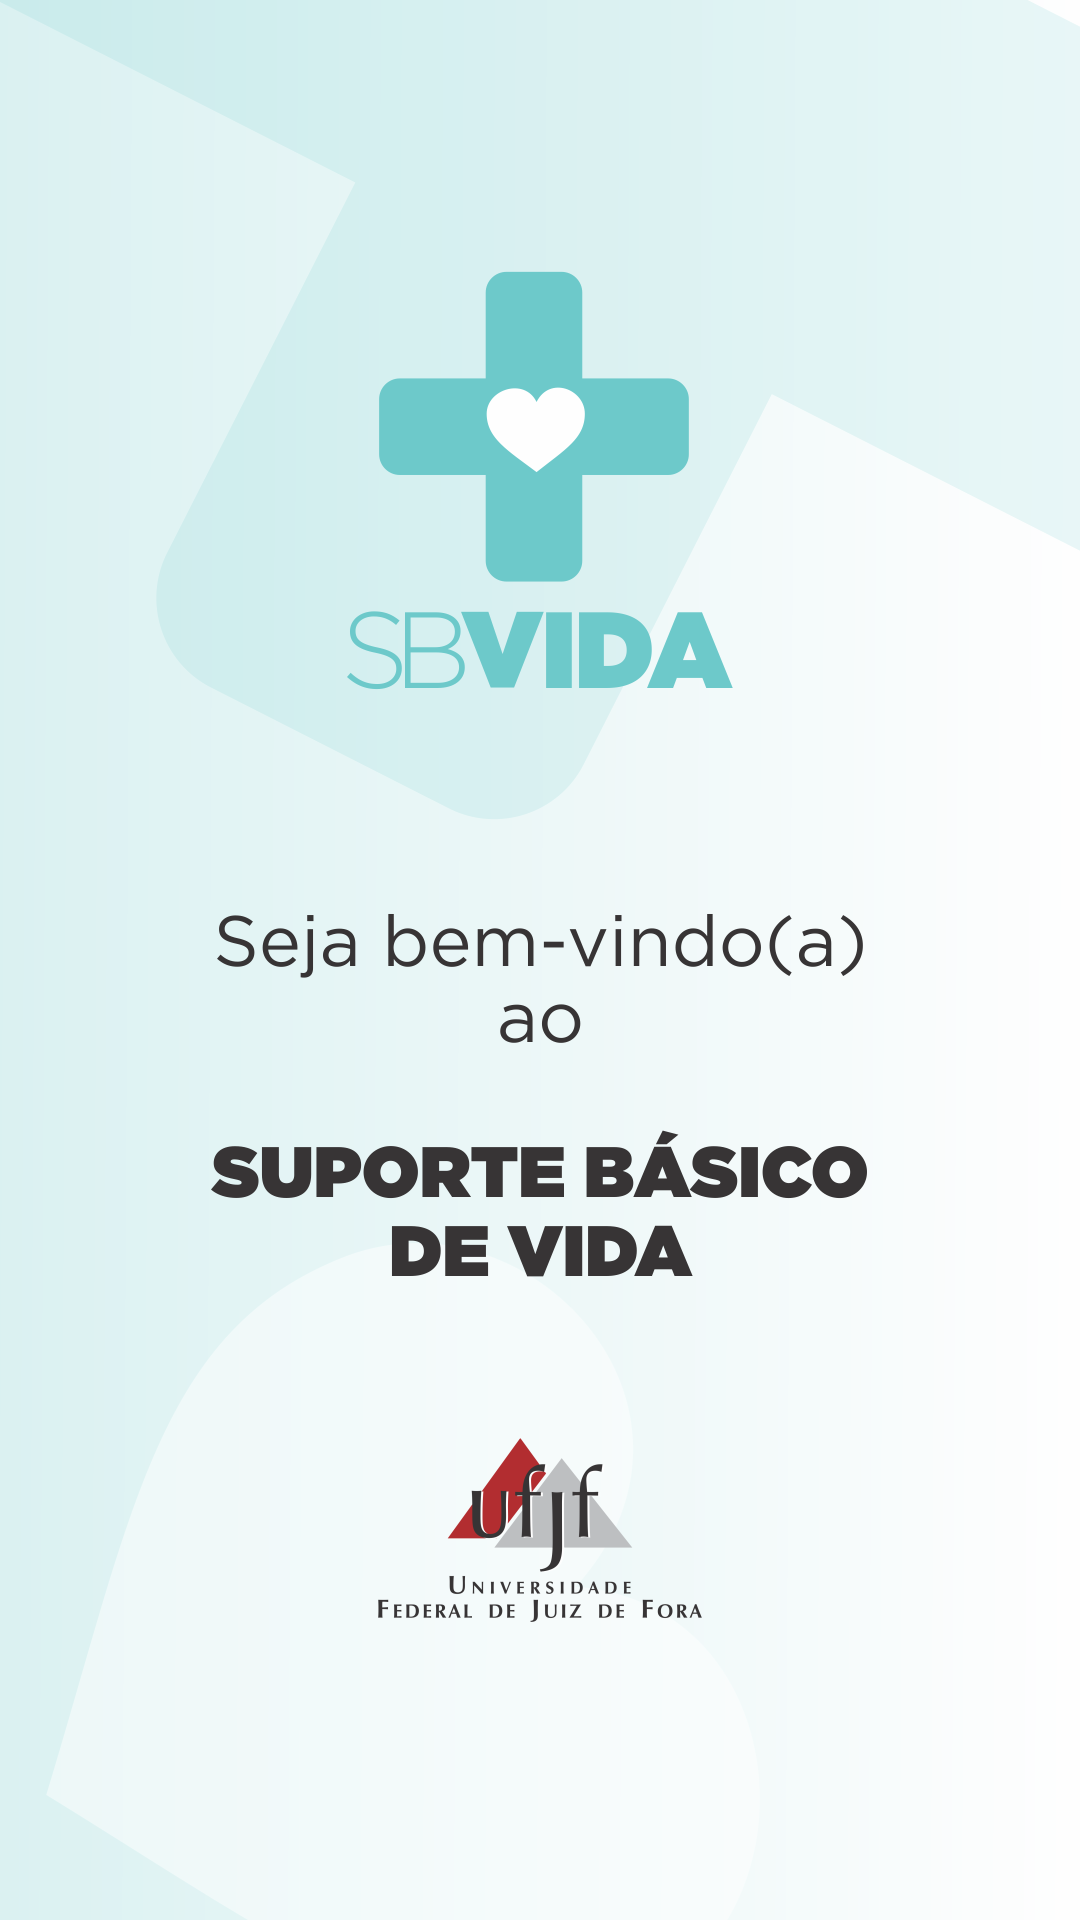 SBVIDA
Seja bem-vindo(a)
ao
SUPORTE BÁSICO
DE VIDA
ufjf
UNIVERSIDADE
FEDERAL DE JUIZ DE FORA